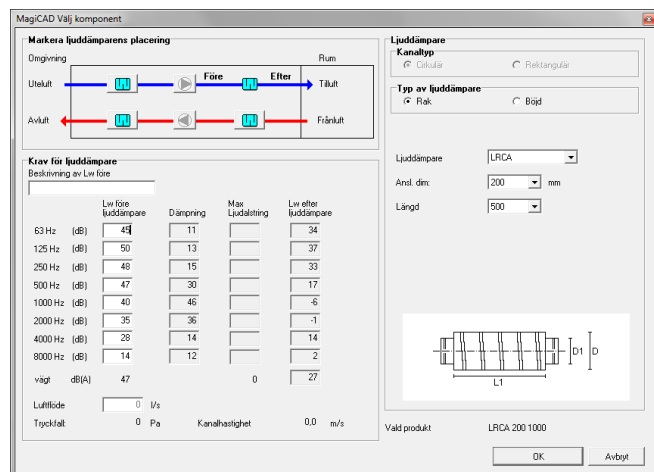 MagiCAD Välj komponent
Markera ljuddämparens placering
Omgivning Rum
Uteluft Före Efter Tilluft
Avluft Frånluft
Krav för ljuddämpare
Beskrivning av Lw före
Lw före ljuddämpare Dämpning Max Ljudalstring Lw efter ljuddämpare
63 Hz (dB) 45 11 34
125 Hz (dB) 50 13 37
250 Hz (dB) 48 15 33
500 Hz (dB) 47 30 17
1000 Hz (dB) 40 46 -6
2000 Hz (dB) 35 36 -1
4000 Hz (dB) 28 14 14
8000 Hz (dB) 14 12 2
vägt dB(A) 47 0 27
Luftflöde 0 l/s
Tryckfall: 0 Pa Kanalhastighet 0,0 m/s
Ljuddämpare
Kanaltyp
Cirkulär Rektangulär
Typ av ljuddämpare
Rak Böjd
Ljuddämpare LRCA
Ansl. dim: 200 mm
Längd 500
D1 D
L1
Vald produkt LRCA 200 1000
OK Avbryt